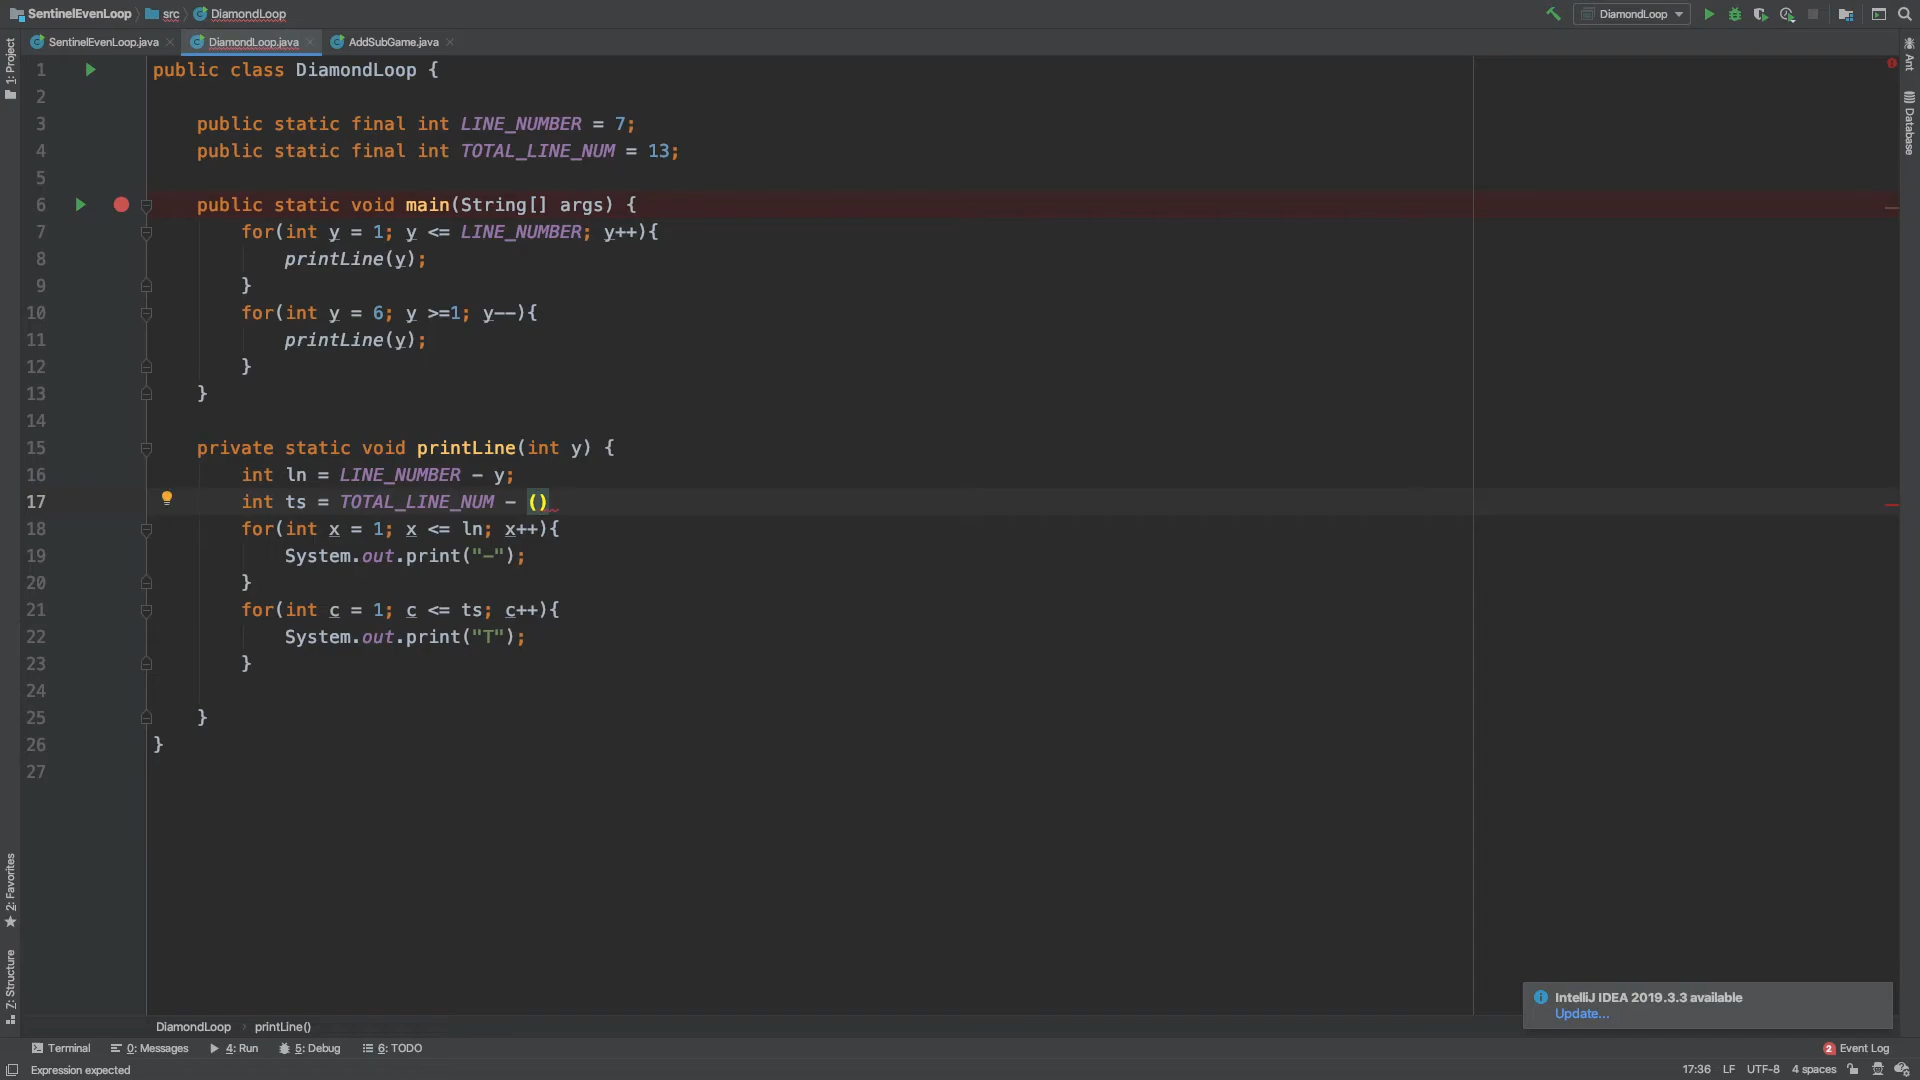 SentinelEvenLoop src DiamondLoop DiamondLoop
SentinelEvenLoop.java DiamondLoop.java AddSubGame.java
1: Project
Ant
Database
1 public class DiamondLoop {
2
3 public static final int LINE_NUMBER = 7;
4 public static final int TOTAL_LINE_NUM = 13;
5
6 public static void main(String[] args) {
7 for(int y = 1; y <= LINE_NUMBER; y++){
8 printLine(y);
9 }
10 for(int y = 6; y >=1; y--){
11 printLine(y);
12 }
13 }
14
15 private static void printLine(int y) {
16 int ln = LINE_NUMBER - y;
17 int ts = TOTAL_LINE_NUM - ()
18 for(int x = 1; x <= ln; x++){
19 System.out.print("-");
20 }
21 for(int c = 1; c <= ts; c++){
22 System.out.print("T");
23 }
24
25 }
26 }
27
2: Favorites
7: Structure
IntelliJ IDEA 2019.3.3 available
Update...
DiamondLoop › printLine()
Terminal 0: Messages 4: Run 5: Debug 6: TODO 2 Event Log
Expression expected 17:36 LF UTF-8 4 spaces